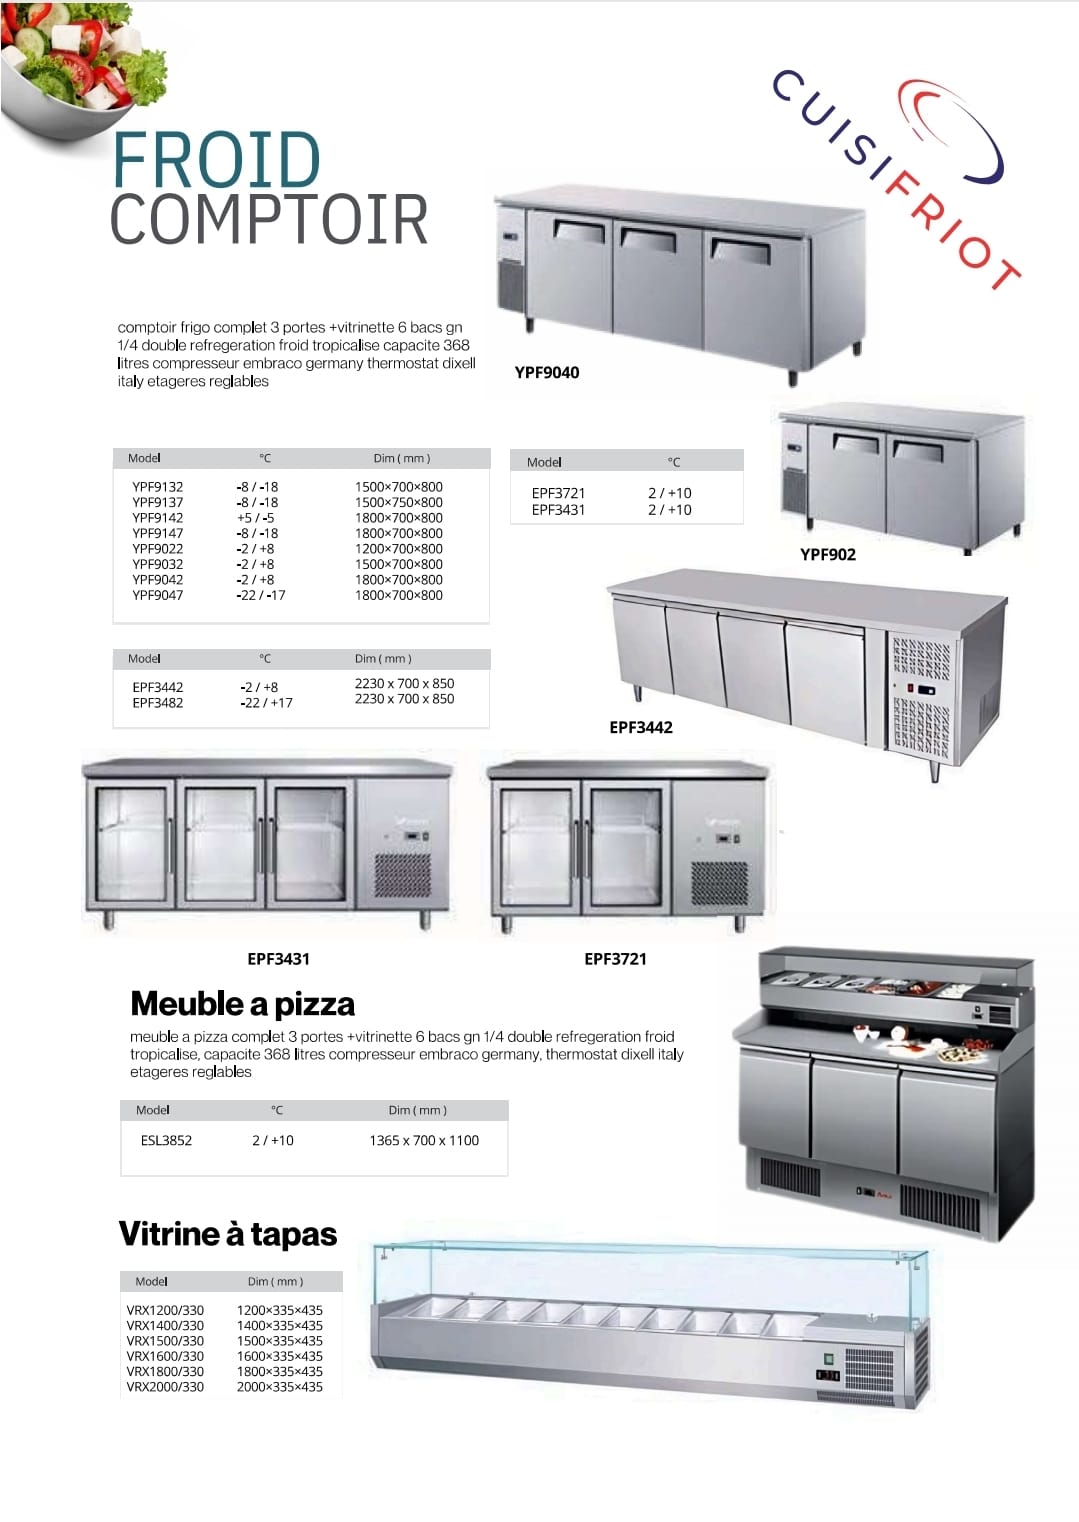 FROID
COMPTOIR
CUISIFRIOT
comptoir frigo complet 3 portes +vitrinette 6 bacs gn
1/4 double refregeration froid tropicalise capacite 368
litres compresseur embraco germany thermostat dixell
italy etageres reglables
YPF9040
Model °C Dim ( mm )
YPF9132 -8 / -18 1500×700×800
YPF9137 -8 / -18 1500×750×800
YPF9142 +5 / -5 1800×700×800
YPF9147 -8 / -18 1800×700×800
YPF9022 -2 / +8 1200×700×800
YPF9032 -2 / +8 1500×700×800
YPF9042 -2 / +8 1800×700×800
YPF9047 -22 / -17 1800×700×800
Model °C
EPF3721 2 / +10
EPF3431 2 / +10
YPF902
Model °C Dim ( mm )
EPF3442 -2 / +8 2230 x 700 x 850
EPF3482 -22 / +17 2230 x 700 x 850
EPF3442
EPF3431
EPF3721
Meuble a pizza
meuble a pizza complet 3 portes +vitrinette 6 bacs gn 1/4 double refregeration froid
tropicalise, capacite 368 litres compresseur embraco germany, thermostat dixell italy
etageres reglables
Model °C Dim ( mm )
ESL3852 2 / +10 1365 x 700 x 1100
Vitrine à tapas
Model Dim ( mm )
VRX1200/330 1200×335×435
VRX1400/330 1400×335×435
VRX1500/330 1500×335×435
VRX1600/330 1600×335×435
VRX1800/330 1800×335×435
VRX2000/330 2000×335×435